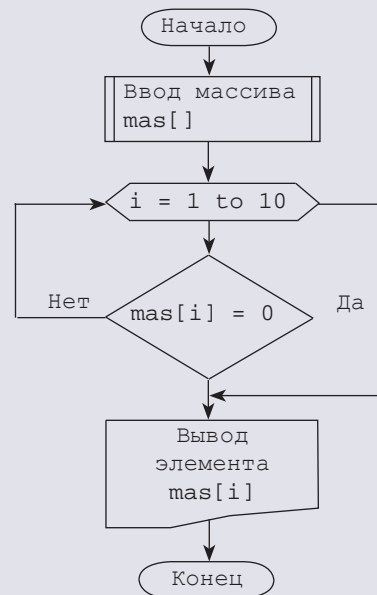 Начало
Ввод массива
mas[]
i = 1 to 10
Нет
mas[i] = 0
Да
Вывод
элемента
mas[i]
Конец